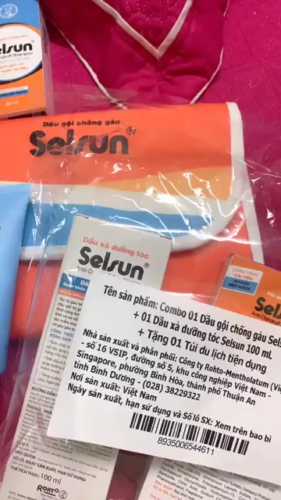 elsun
Dầu gội chống gàu
Selsun
Dầu xả dưỡng tóc
Selsun
Tên sản phẩm: Combo 01 Dầu gội chống gàu Sels
+ 01 Dầu xả dưỡng tóc Selsun 100 mL
+ Tặng 01 Túi du lịch tiện dụng
Nhà sản xuất và phân phối: Công ty Rohto-Mentholatum (Vi
- số 16 VSIP, đường số 5, khu công nghiệp Việt Nam -
Singapore, phường Bình Hòa, thành phố Thuận An
tỉnh Bình Dương - (028) 38229322
Nơi sản xuất: Việt Nam
Ngày sản xuất, hạn sử dụng và Số lô SX: Xem trên bao bì
8935006544611
100 ml
ROHTO